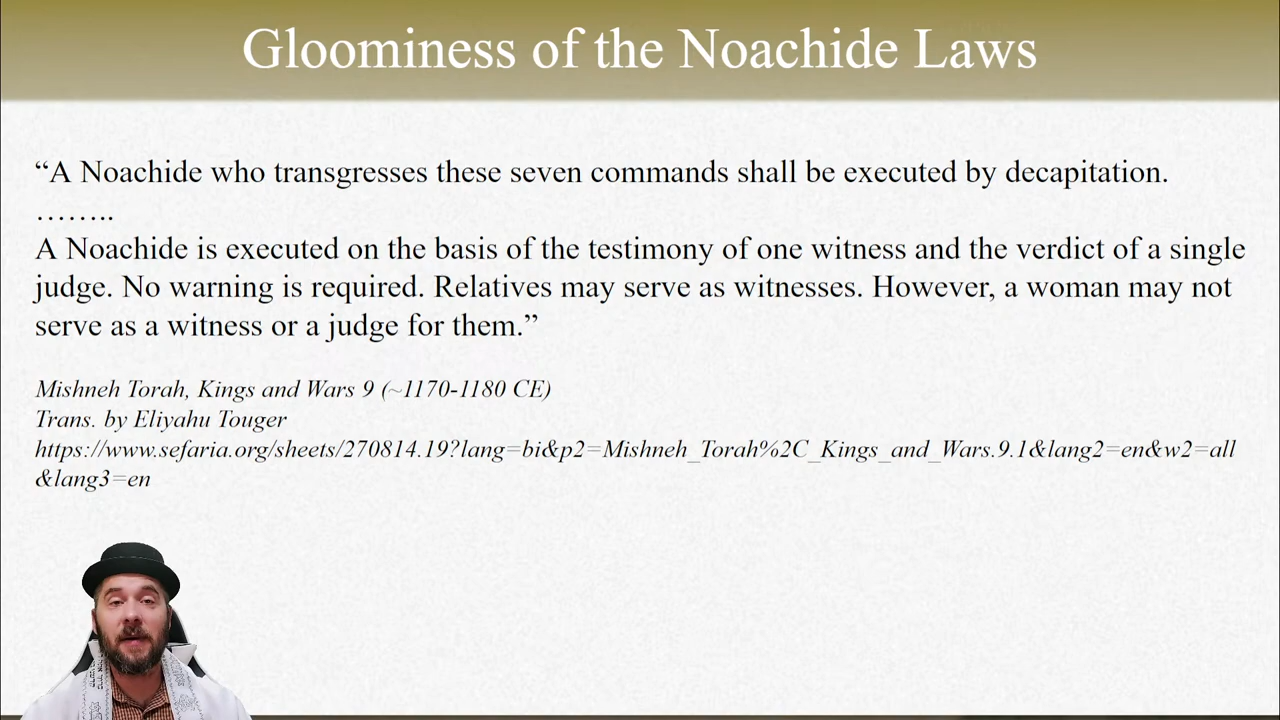 Gloominess of the Noachide Laws
“A Noachide who transgresses these seven commands shall be executed by decapitation.
……..
A Noachide is executed on the basis of the testimony of one witness and the verdict of a single
judge. No warning is required. Relatives may serve as witnesses. However, a woman may not
serve as a witness or a judge for them.”
Mishneh Torah, Kings and Wars 9 (~1170-1180 CE)
Trans. by Eliyahu Touger
https://www.sefaria.org/sheets/270814.19?lang=bi&p2=Mishneh_Torah%2C_Kings_and_Wars.9.1&lang2=en&w2=all
&lang3=en